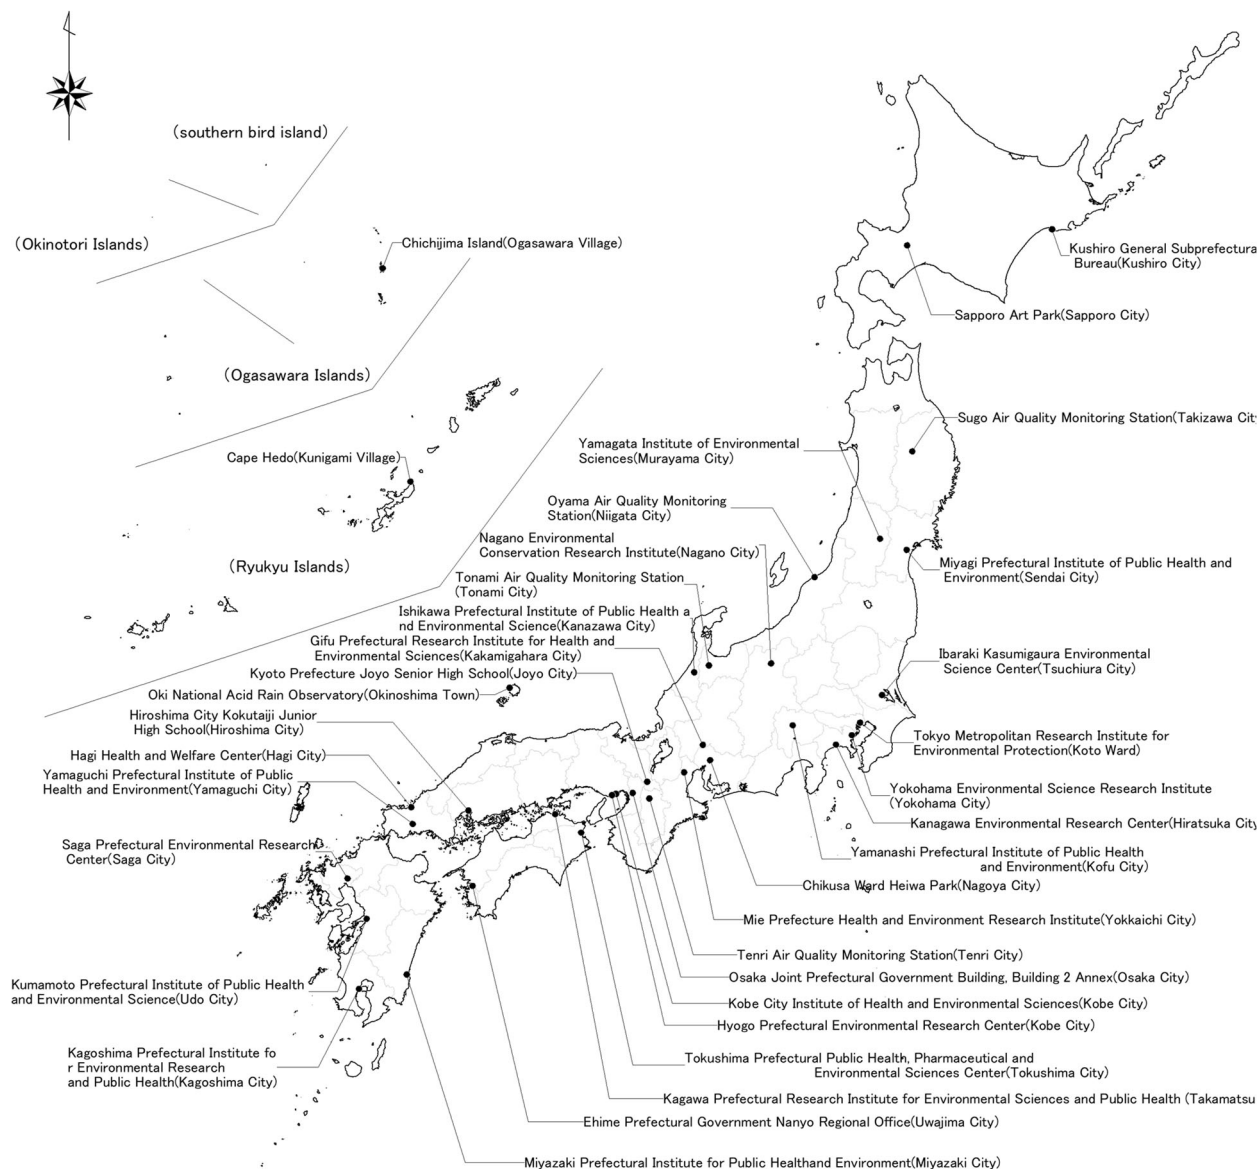 (southern bird island)
(Okinotori Islands)
Chichijima Island(Ogasawara Village)
Kushiro General Subprefectura
Bureau(Kushiro City)
Sapporo Art Park(Sapporo City)
(Ogasawara Islands)
Sugo Air Quality Monitoring Station(Takizawa Cit
Yamagata Institute of Environmental
Sciences(Murayama City)
Cape Hedo(Kunigami Village)
Oyama Air Quality Monitoring
Station(Niigata City)
Nagano Environmental
Conservation Research Institute(Nagano City)
(Ryukyu Islands)
Miyagi Prefectural Institute of Public Health and
Environment(Sendai City)
Tonami Air Quality Monitoring Station
(Tonami City)
Ishikawa Prefectural Institute of Public Health a
nd Environmental Science(Kanazawa City)
Gifu Prefectural Research Institute for Health and
Environmental Sciences(Kakamigahara City)
Ibaraki Kasumigaura Environmental
Science Center(Tsuchiura City)
Kyoto Prefecture Joyo Senior High School(Joyo City)
Oki National Acid Rain Observatory(Okinoshima Town)
Hiroshima City Kokutaiji Junior
High School(Hiroshima City)
Tokyo Metropolitan Research Institute for
Environmental Protection(Koto Ward)
Hagi Health and Welfare Center(Hagi City)
Yamaguchi Prefectural Institute of Public
Health and Environment(Yamaguchi City)
Yokohama Environmental Science Research Institute
(Yokohama City)
Kanagawa Environmental Research Center(Hiratsuka City
Saga Prefectural Environmental Research
Center(Saga City)
Yamanashi Prefectural Institute of Public Health
and Environment(Kofu City)
Chikusa Ward Heiwa Park(Nagoya City)
Mie Prefecture Health and Environment Research Institute(Yokkaichi City)
Tenri Air Quality Monitoring Station(Tenri City)
Osaka Joint Prefectural Government Building, Building 2 Annex(Osaka City)
Kumamoto Prefectural Institute of Public Health
and Environmental Science(Udo City)
Kobe City Institute of Health and Environmental Sciences(Kobe City)
Hyogo Prefectural Environmental Research Center(Kobe City)
Kagoshima Prefectural Institute fo
r Environmental Research
and Public Health(Kagoshima City)
Tokushima Prefectural Public Health, Pharmaceutical and
Environmental Sciences Center(Tokushima City)
Kagawa Prefectural Research Institute for Environmental Sciences and Public Health (Takamatsu
Ehime Prefectural Government Nanyo Regional Office(Uwajima City)
Miyazaki Prefectural Institute for Public Healthand Environment(Miyazaki City)